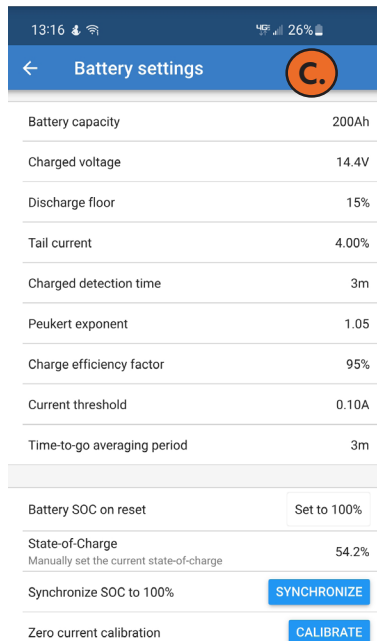 13:16 4G 26%
Battery settings C.
Battery capacity 200Ah
Charged voltage 14.4V
Discharge floor 15%
Tail current 4.00%
Charged detection time 3m
Peukert exponent 1.05
Charge efficiency factor 95%
Current threshold 0.10A
Time-to-go averaging period 3m
Battery SOC on reset Set to 100%
State-of-Charge 54.2%
Manually set the current state-of-charge
Synchronize SOC to 100% SYNCHRONIZE
Zero current calibration CALIBRATE